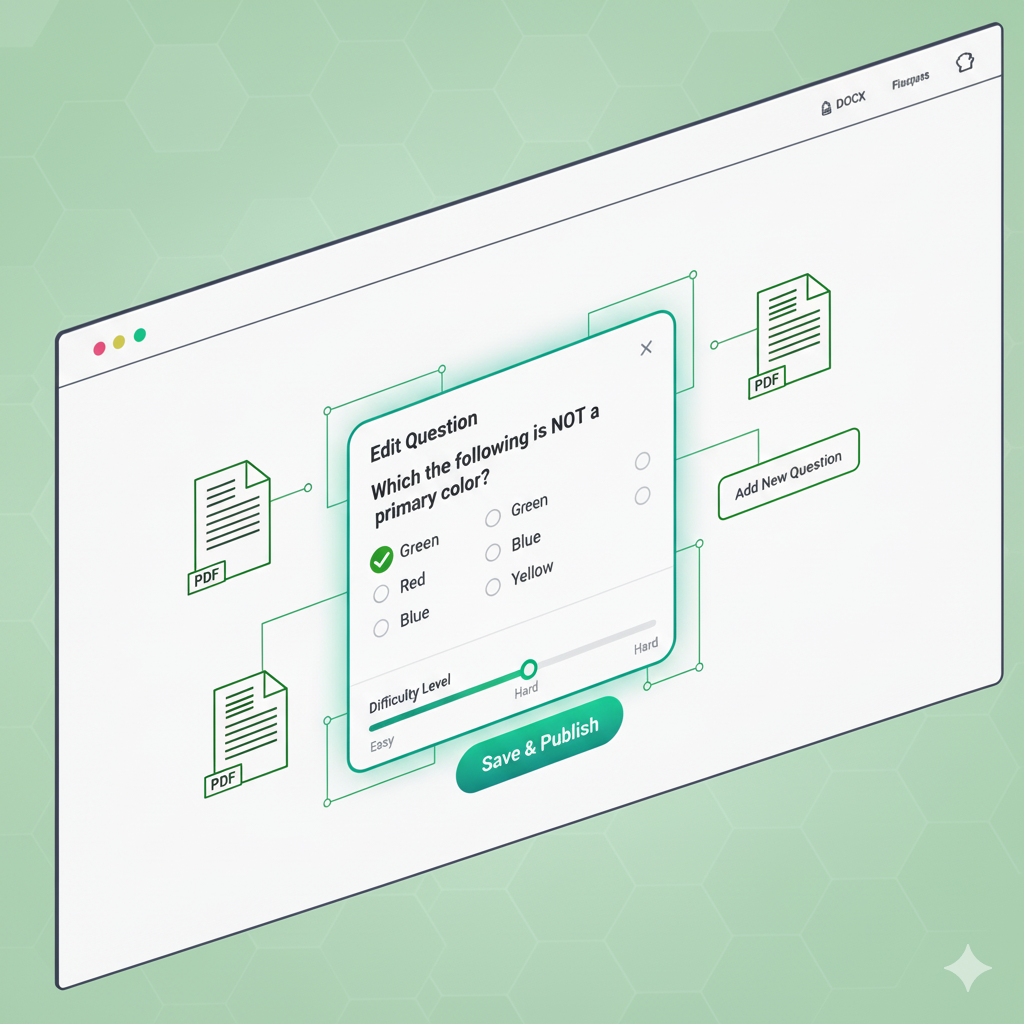 DOCX
PDF
Edit Question
Which the following is NOT a
primary color?
Green
Red
Blue
Green
Blue
Yellow
Difficulty Level
Easy
Hard
Hard
Save & Publish
Add New Question
PDF
PDF